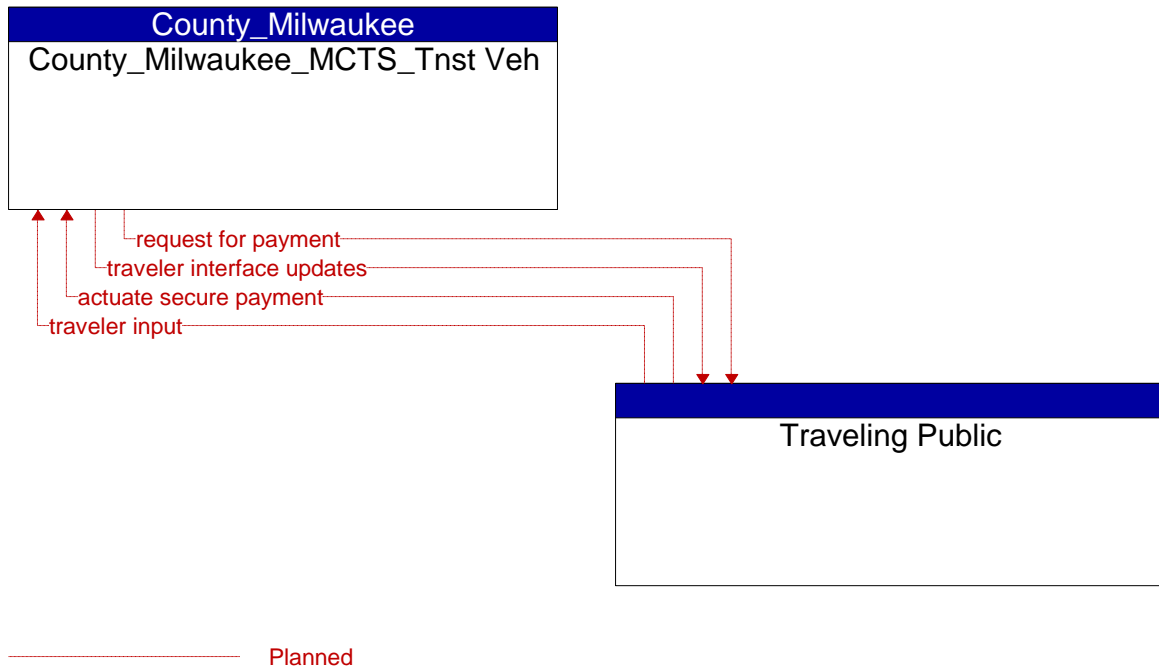 County_Milwaukee
County_Milwaukee_MCTS_Tnst Veh
request for payment
traveler interface updates
actuate secure payment
traveler input
Traveling Public
Planned